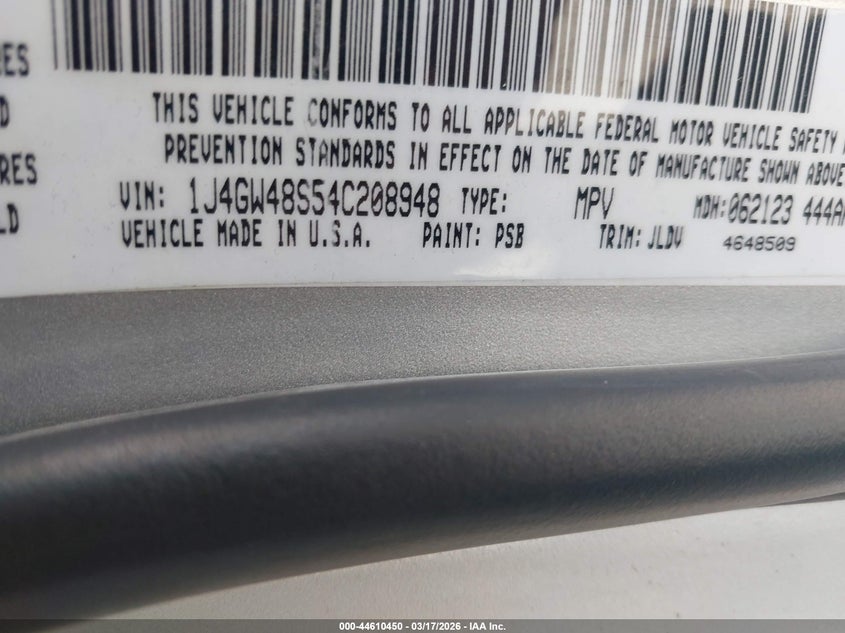 ES
D
RES
LD
THIS VEHICLE CONFORMS TO ALL APPLICABLE FEDERAL MOTOR VEHICLE SAFETY
PREVENTION STANDARDS IN EFFECT ON THE DATE OF MANUFACTURE SHOWN ABOVE
VIN: 1J4GW48S54C208948 TYPE: MPV MDH:062123 444A
VEHICLE MADE IN U.S.A. PAINT: PSB TRIM: JLDV 4648509
000-44610450 | 03/17/2026 | IAA Inc.